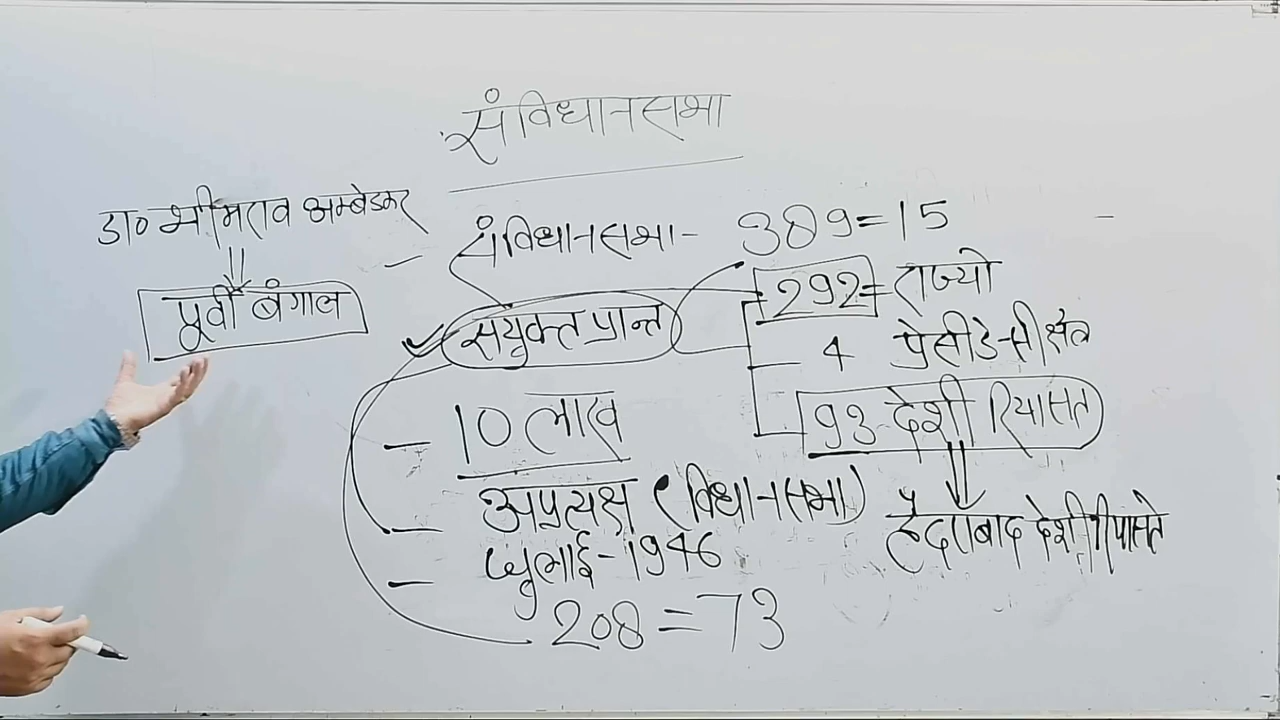 संविधानसभा
डा० भीमराव अम्बेडकर
पूर्वी बंगाल
संविधानसभा - 389=15
292= राज्यो
सयुक्त प्रान्त
4 प्रेसीडेन्सी क्षेत्र
10 लाख
93 देशी रियासत
अप्रत्यक्ष (विधानसभा)
हैदराबाद देशी रियासते
जुलाई-1946
208=73